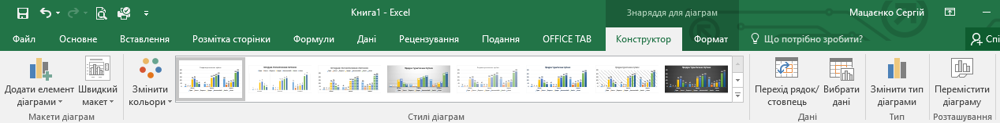 Книга1 - Excel
Знаряддя для діаграм
Мацаєнко Сергій
Файл Основне Вставлення Розмітка сторінки Формули Дані Рецензування Подання OFFICE TAB Конструктор Формат Що потрібно зробити? Спі
Додати елемент діаграми Швидкий макет Змінити кольори Перехід рядок/стовпець Вибрати дані Змінити тип діаграми Перемістити діаграму
Макети діаграм Стилі діаграм Дані Тип Розташування